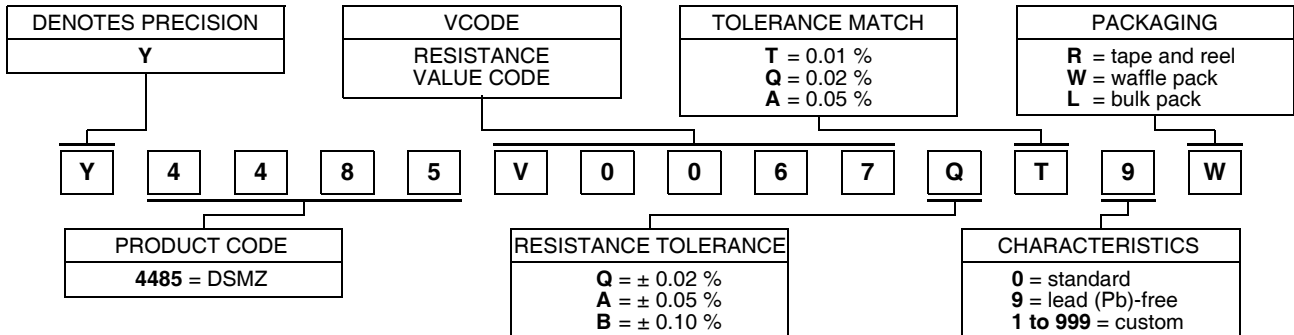 DENOTES PRECISION
Y
VCODE
RESISTANCE
VALUE CODE
TOLERANCE MATCH
T = 0.01 %
Q = 0.02 %
A = 0.05 %
PACKAGING
R = tape and reel
W = waffle pack
L = bulk pack
Y 4 4 8 5 V 0 0 6 7 Q T 9 W
PRODUCT CODE
4485 = DSMZ
RESISTANCE TOLERANCE
Q = ± 0.02 %
A = ± 0.05 %
B = ± 0.10 %
CHARACTERISTICS
0 = standard
9 = lead (Pb)-free
1 to 999 = custom